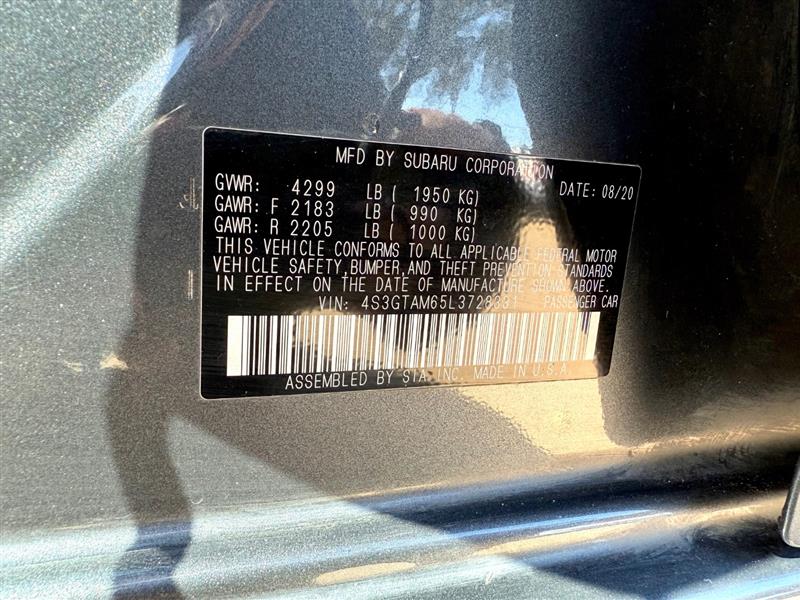 MFD BY SUBARU CORPORATION
GVWR: 4299 LB ( 1950 KG) DATE: 08/20
GAWR: F 2183 LB ( 990 KG)
GAWR: R 2205 LB ( 1000 KG)
THIS VEHICLE CONFORMS TO ALL APPLICABLE FEDERAL MOTOR
VEHICLE SAFETY,BUMPER,AND THEFT PREVENTION STANDARDS
IN EFFECT ON THE DATE OF MANUFACTURE SHOWN ABOVE.
VIN: 4S3GTAM65L3728331 PASSENGER CAR
ASSEMBLED BY SIA,INC. MADE IN U.S.A.